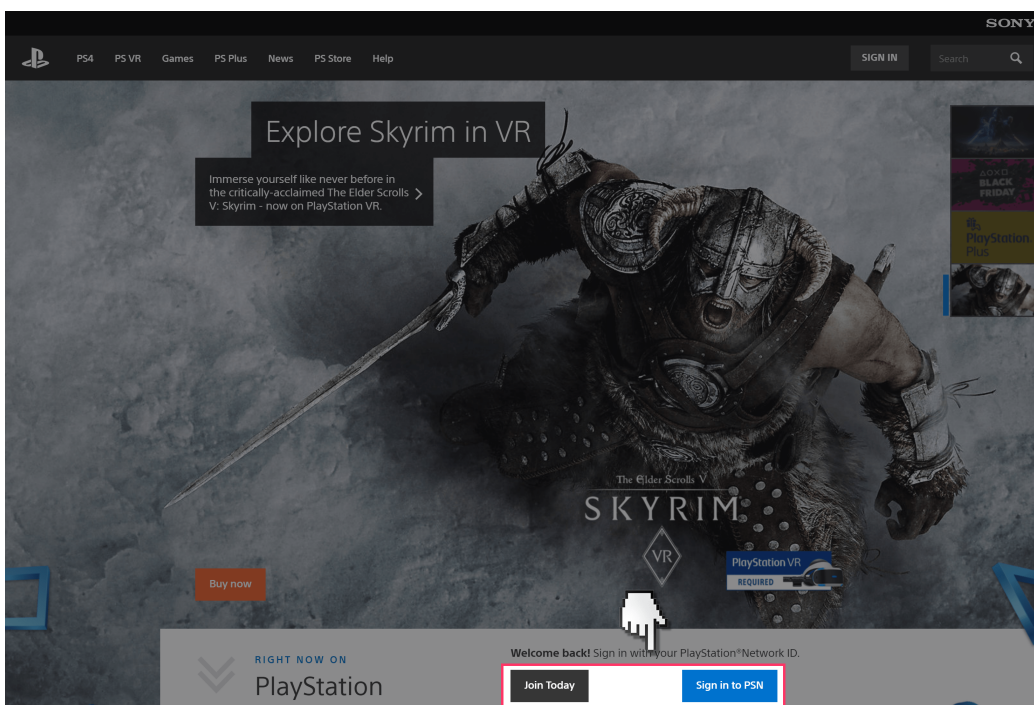 SONY
PS4 PS VR Games PS Plus News PS Store Help SIGN IN Search
Explore Skyrim in VR
Immerse yourself like never before in
the critically-acclaimed The Elder Scrolls
V: Skyrim - now on PlayStation VR.
BLACK
FRIDAY
PlayStation
Plus
The Elder Scrolls V
SKYRIM
VR
PlayStation VR
REQUIRED
Buy now
RIGHT NOW ON
PlayStation
Welcome back! Sign in with your PlayStation®Network ID.
Join Today Sign in to PSN